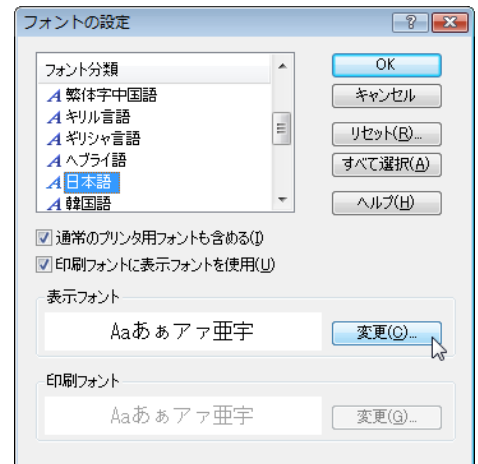 フォントの設定
フォント分類
繁体字中国語
キリル言語
ギリシャ言語
ヘブライ語
日本語
韓国語
OK
キャンセル
リセット(R)...
すべて選択(A)
ヘルプ(H)
通常のプリンタ用フォントも含める(I)
印刷フォントに表示フォントを使用(U)
表示フォント
Aaあぁアァ亜宇
変更(C)...
印刷フォント
Aaあぁアァ亜宇
変更(G)...